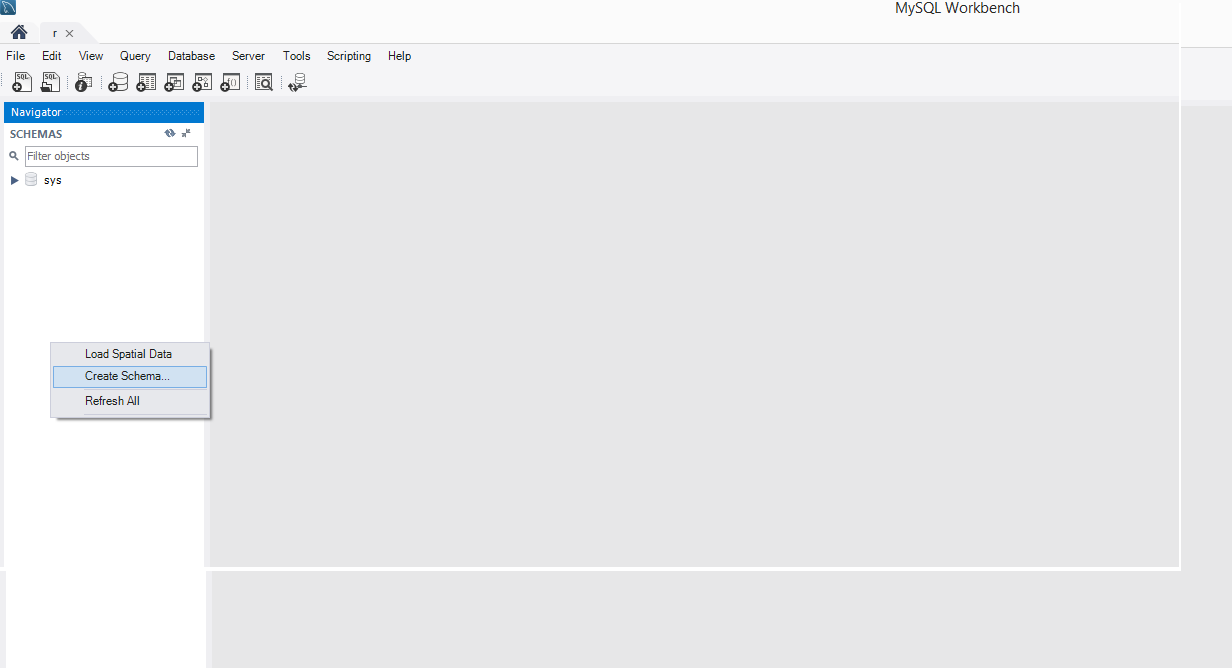 MySQL Workbench
r
File Edit View Query Database Server Tools Scripting Help
SQL SQL
Navigator
SCHEMAS
Filter objects
sys
Load Spatial Data
Create Schema...
Refresh All